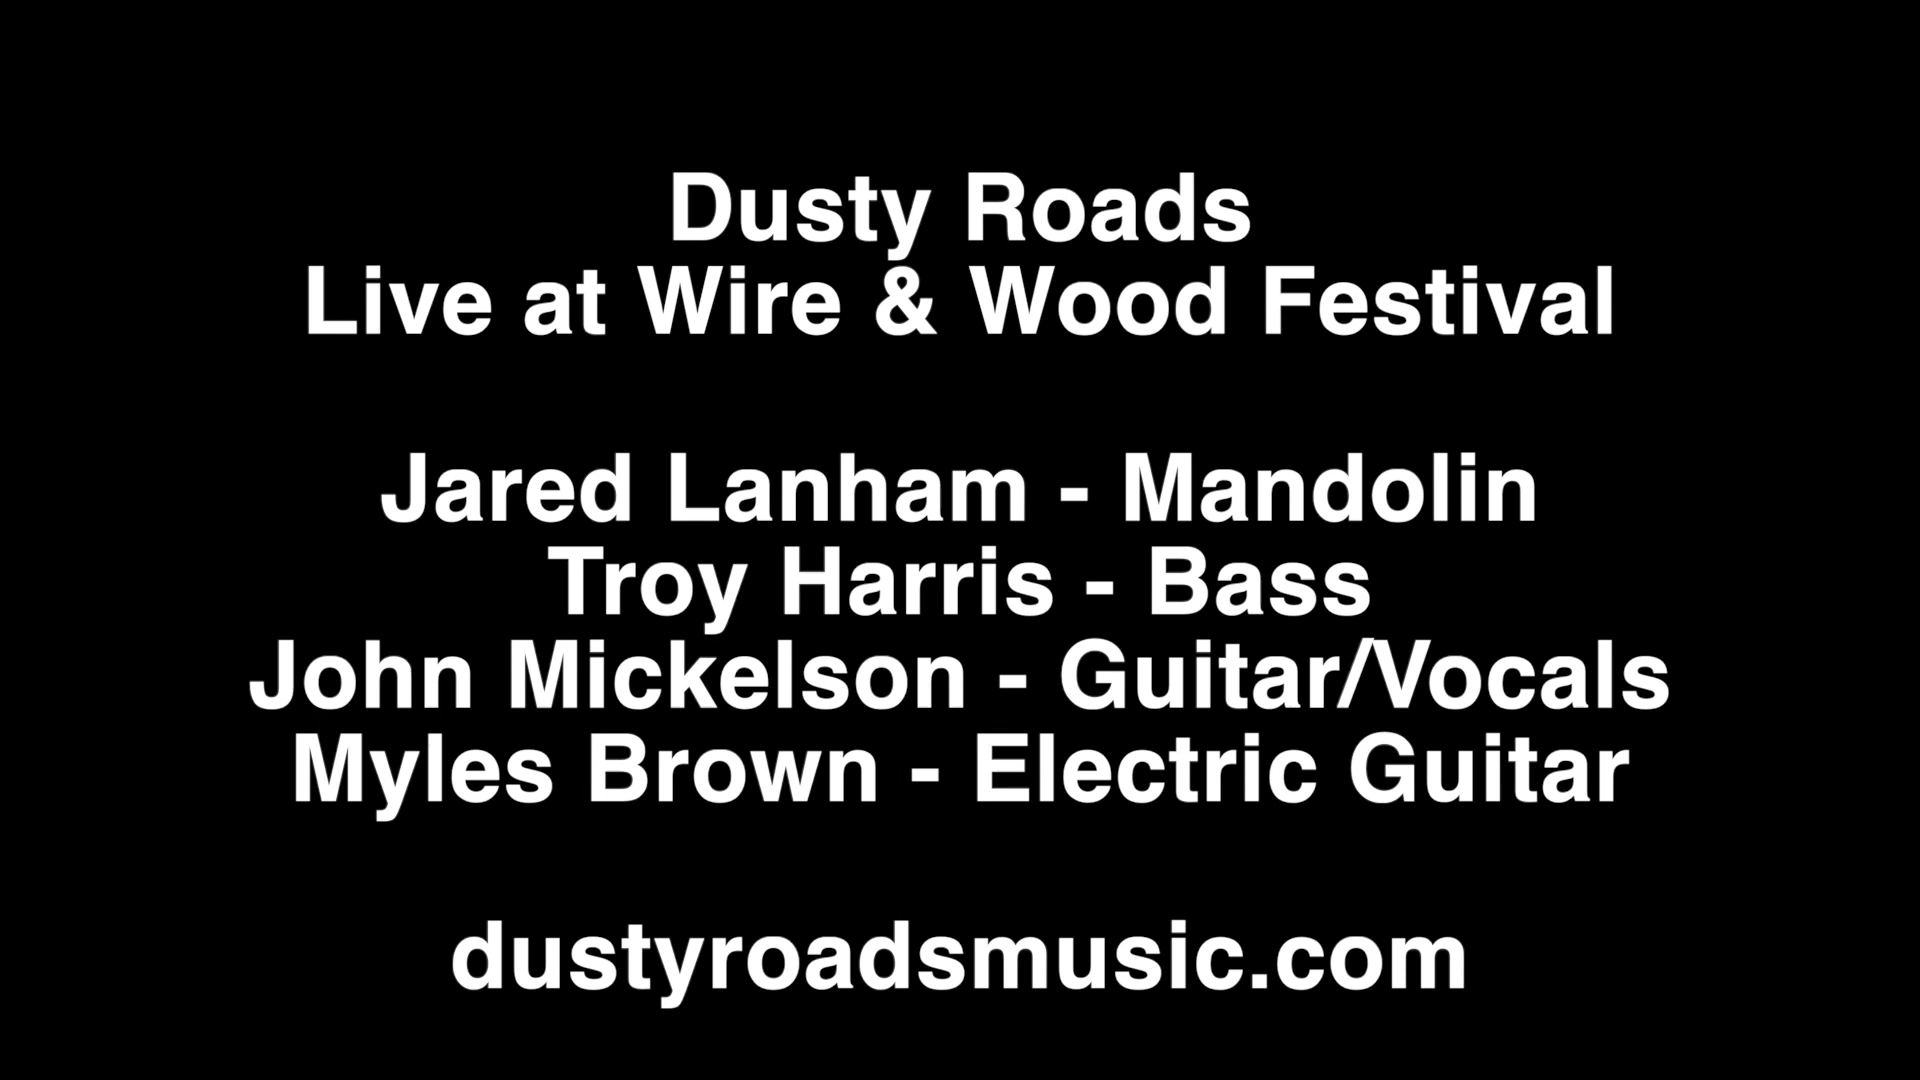 Dusty Roads
Live at Wire & Wood Festival
Jared Lanham - Mandolin
Troy Harris - Bass
John Mickelson - Guitar/Vocals
Myles Brown - Electric Guitar
dustyroadsmusic.com